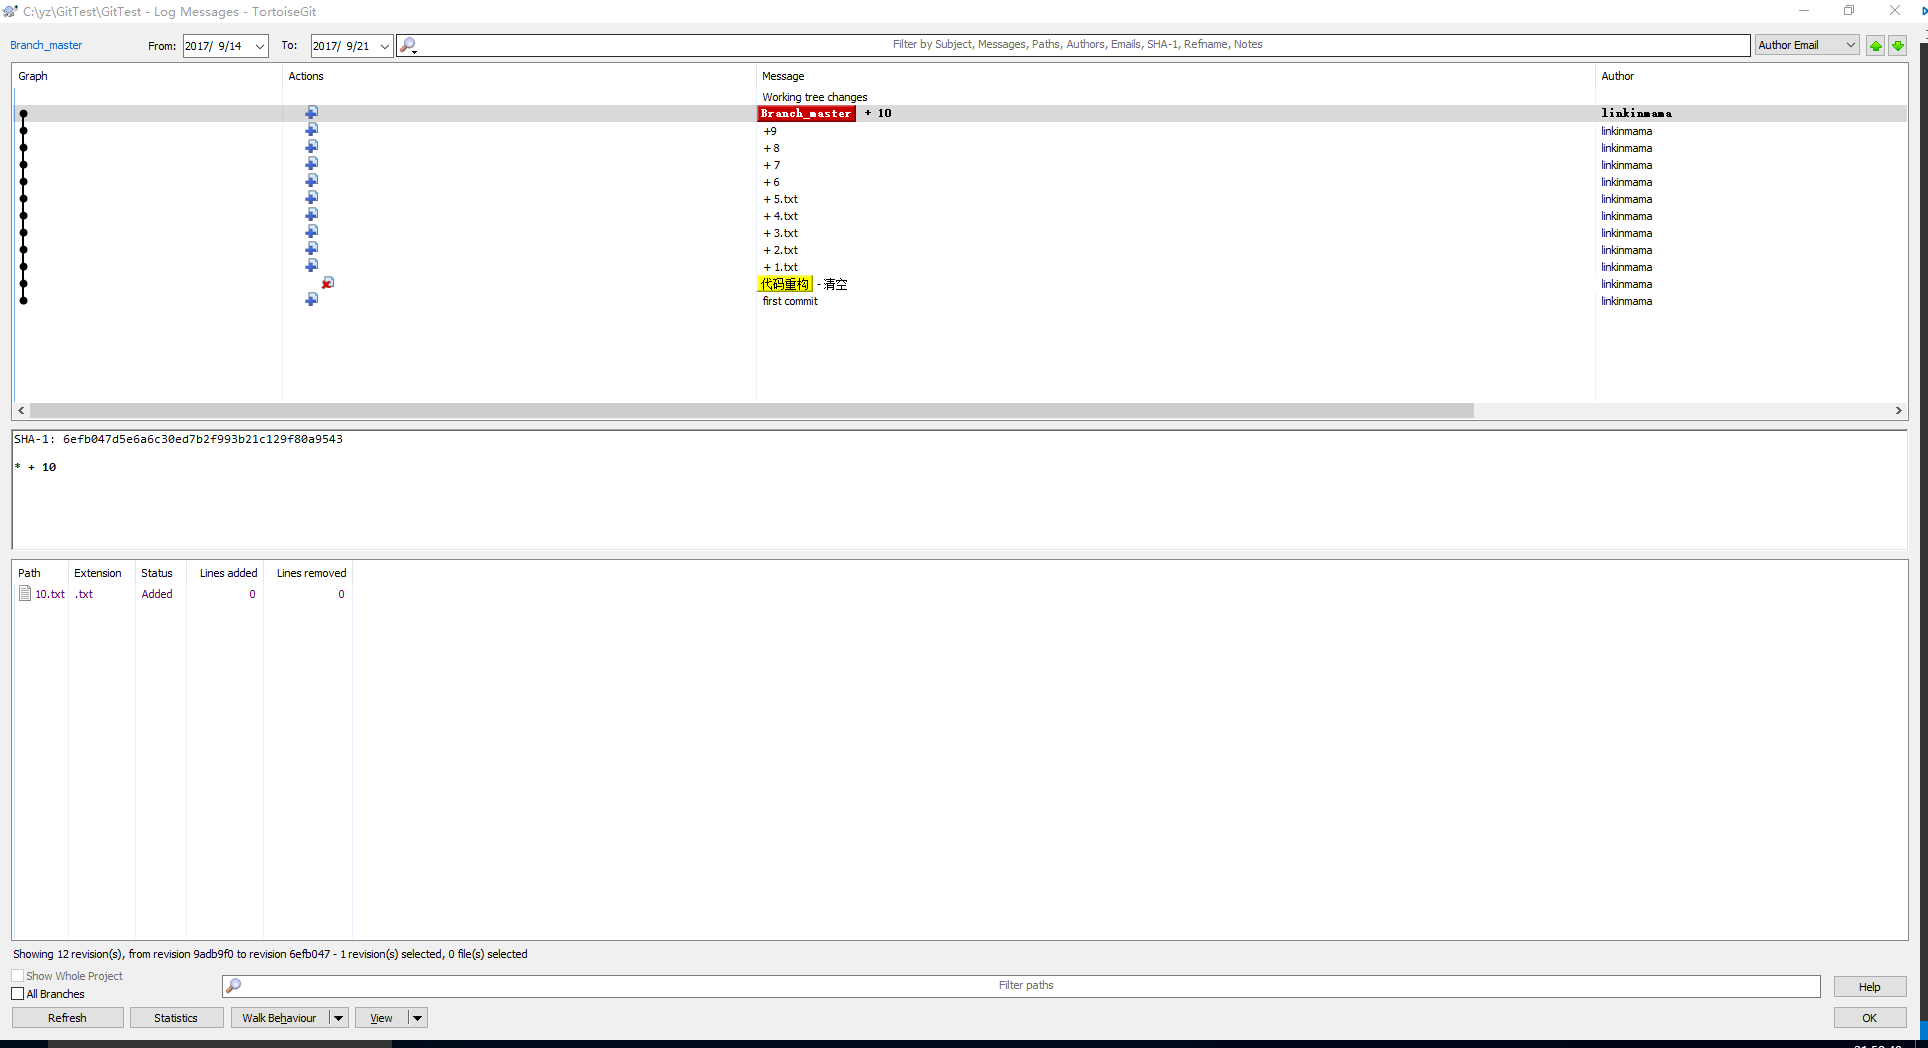 C:\yz\GitTest\GitTest - Log Messages - TortoiseGit
Branch_master From: 2017/ 9/14 To: 2017/ 9/21 Filter by Subject, Messages, Paths, Authors, Emails, SHA-1, Refname, Notes Author Email
Graph Actions Message Author
Working tree changes
Branch_master + 10 linkinmama
+9 linkinmama
+ 8 linkinmama
+ 7 linkinmama
+ 6 linkinmama
+ 5.txt linkinmama
+ 4.txt linkinmama
+ 3.txt linkinmama
+ 2.txt linkinmama
+ 1.txt linkinmama
代码重构 - 清空 linkinmama
first commit linkinmama
SHA-1: 6efb047d5e6a6c30ed7b2f993b21c129f80a9543
* + 10
Path Extension Status Lines added Lines removed
10.txt .txt Added 0 0
Showing 12 revision(s), from revision 9adb9f0 to revision 6efb047 - 1 revision(s) selected, 0 file(s) selected
Show Whole Project
All Branches
Filter paths
Help
Refresh Statistics Walk Behaviour View OK